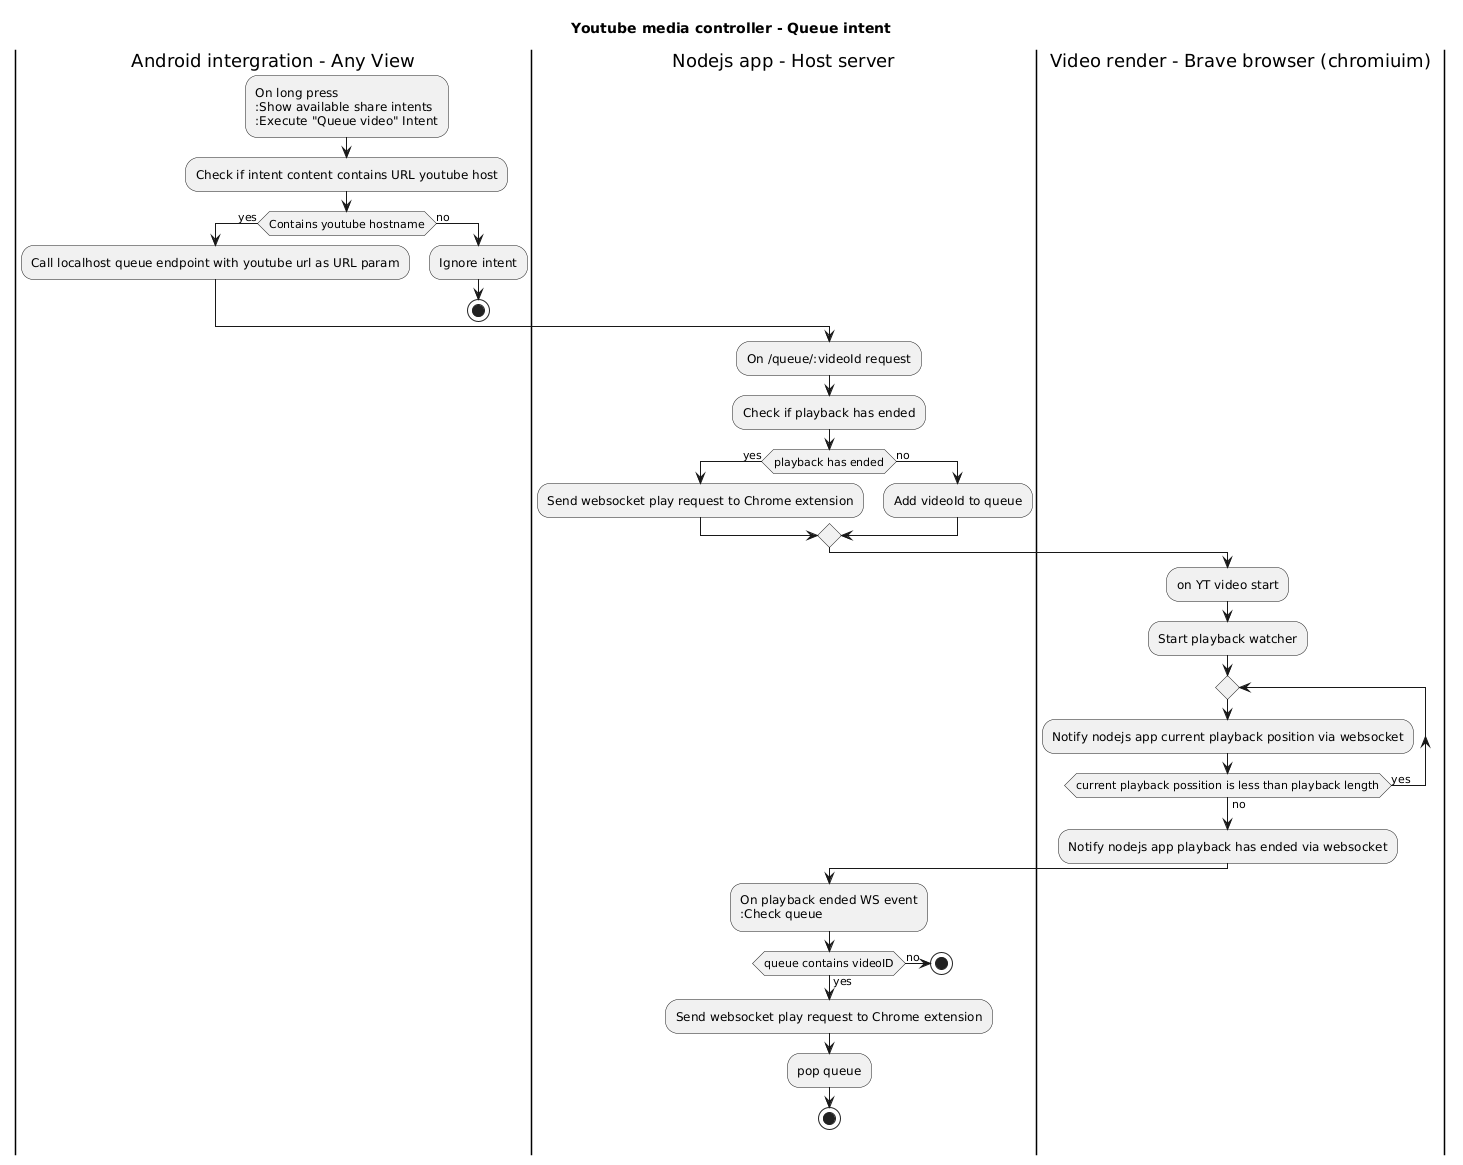 Youtube media controller - Queue intent
Android intergration - Any View
Nodejs app - Host server
Video render - Brave browser (chromiuim)
On long press
:Show available share intents
:Execute "Queue video" Intent
Check if intent content contains URL youtube host
yes
Contains youtube hostname
no
Call localhost queue endpoint with youtube url as URL param
Ignore intent
On /queue/:videoId request
Check if playback has ended
yes
playback has ended
no
Send websocket play request to Chrome extension
Add videoId to queue
on YT video start
Start playback watcher
Notify nodejs app current playback position via websocket
current playback possition is less than playback length
yes
no
Notify nodejs app playback has ended via websocket
On playback ended WS event
:Check queue
queue contains videoID
no
yes
Send websocket play request to Chrome extension
pop queue